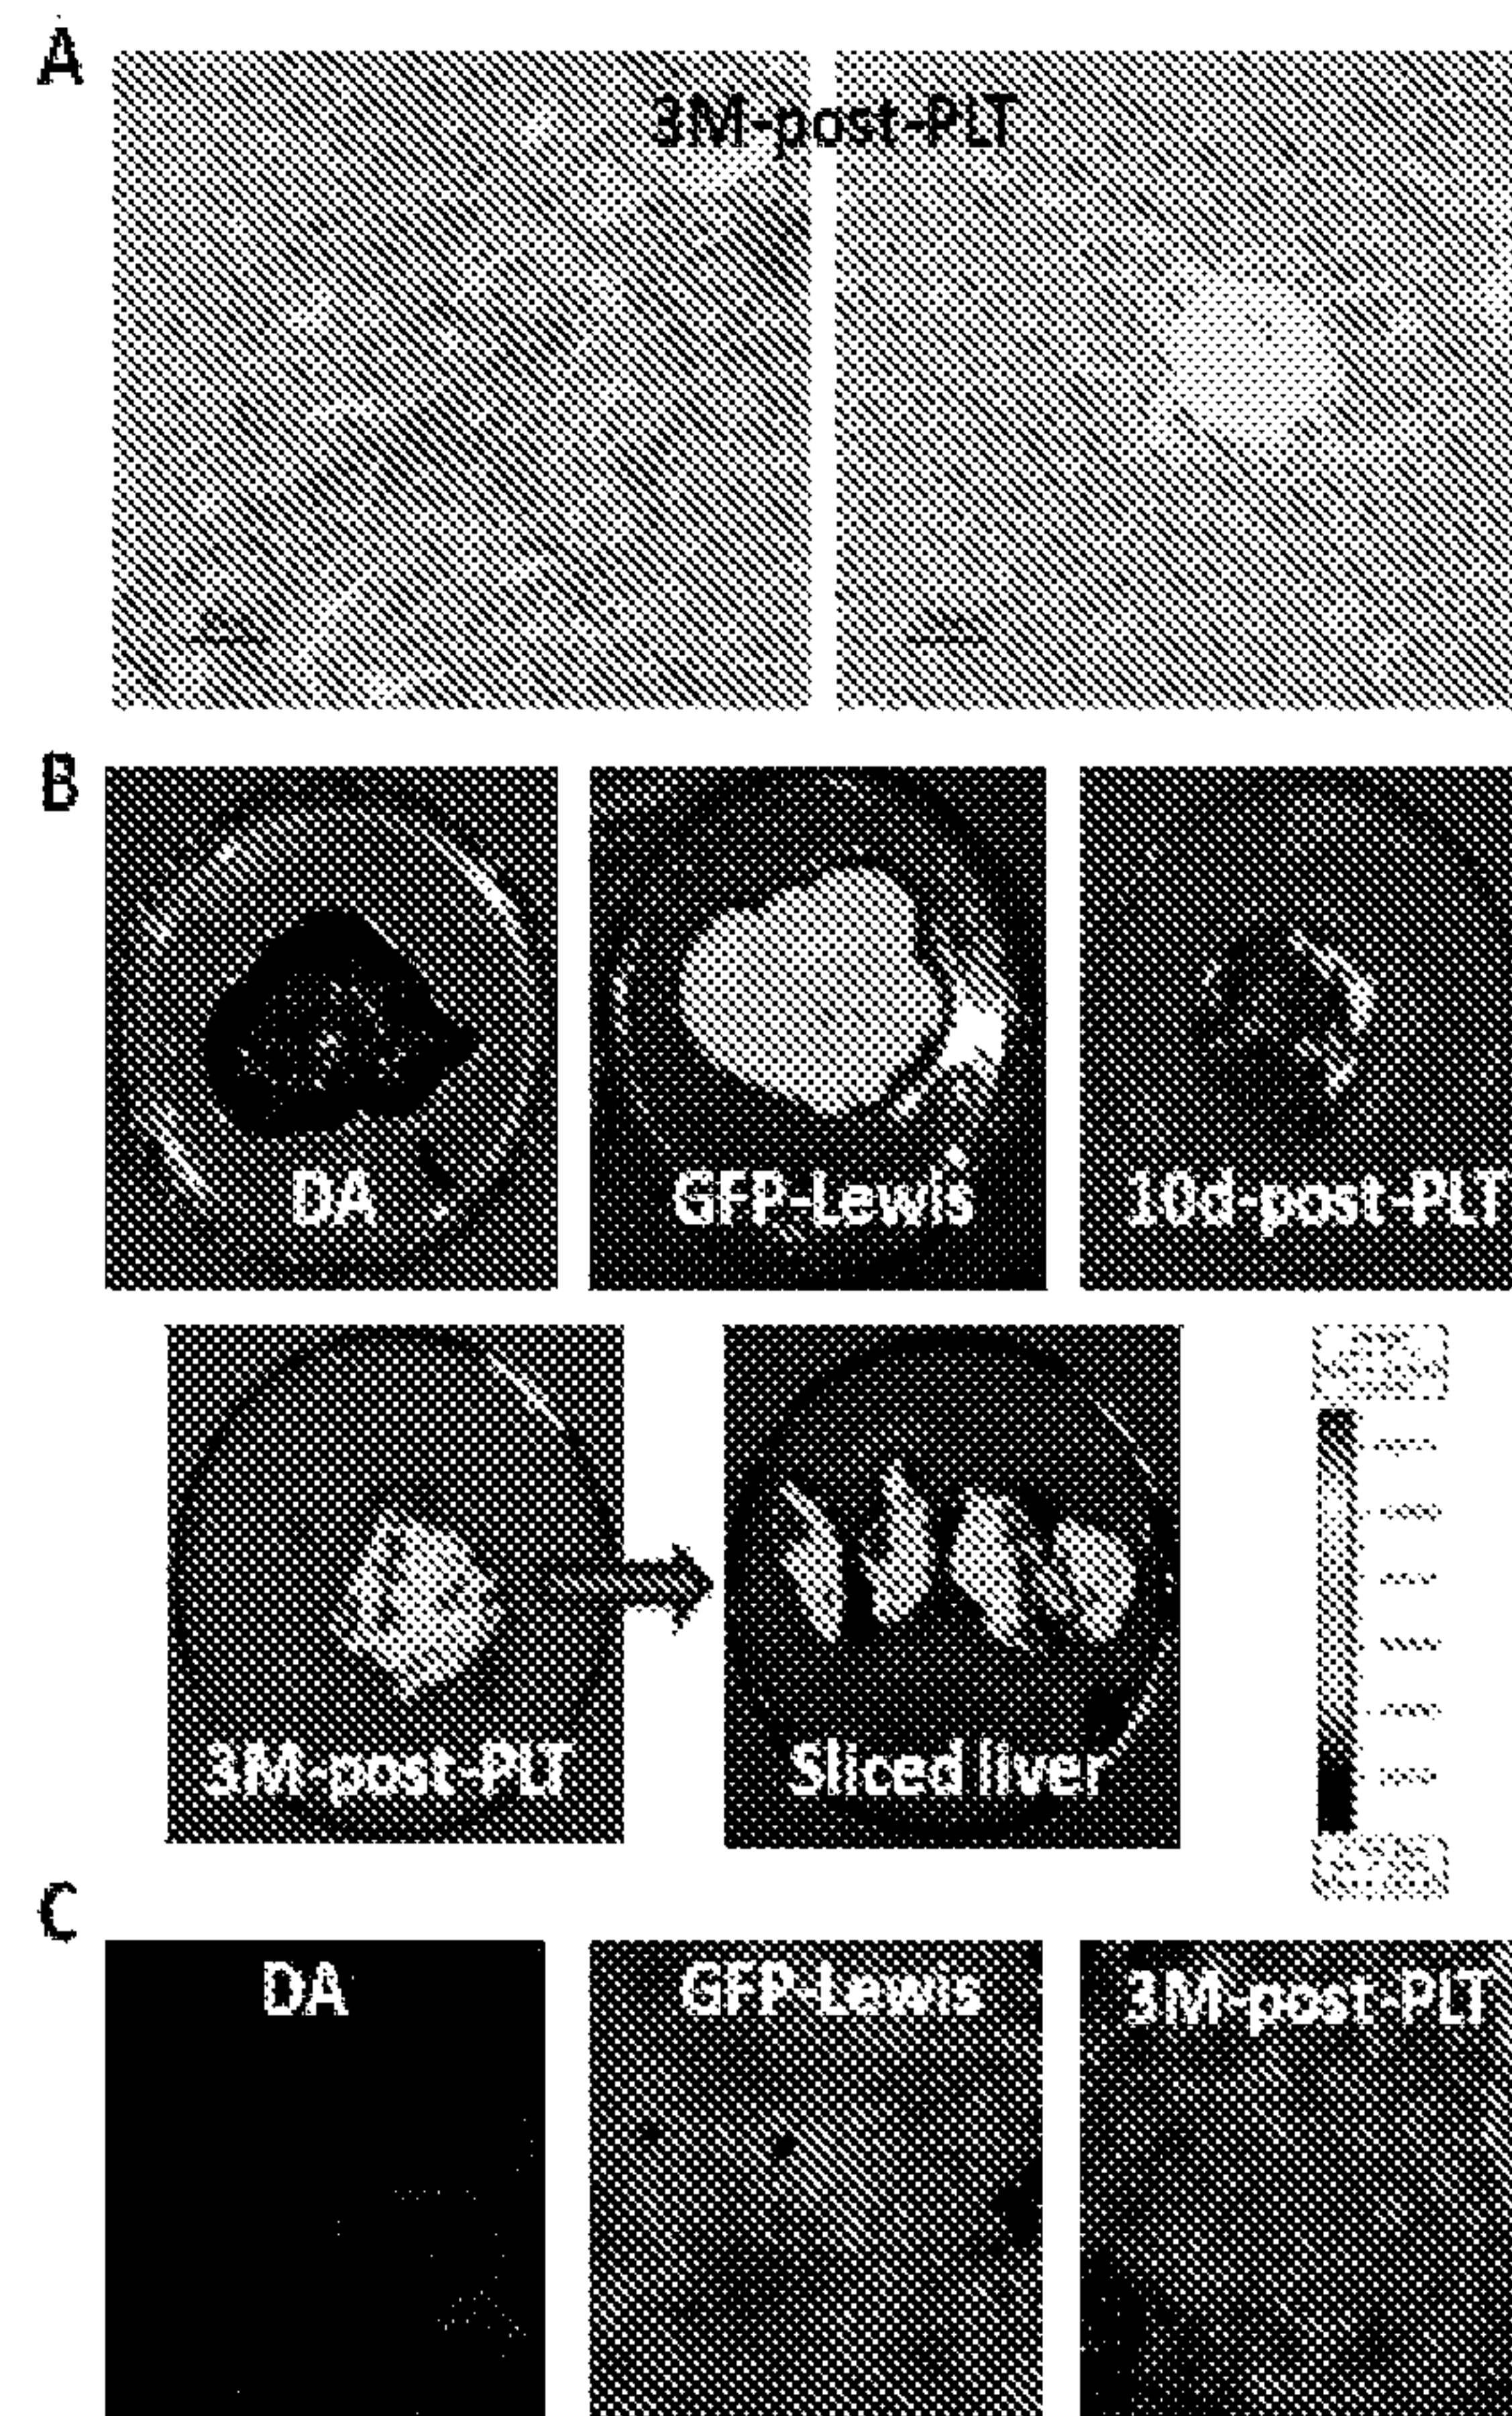 A
3M-post-PLT
B
DA
GFP-Lewis
10d-post-PLT
3M-post-PLT
Sliced liver
C
DA
GFP-Lewis
3M-post-PLT